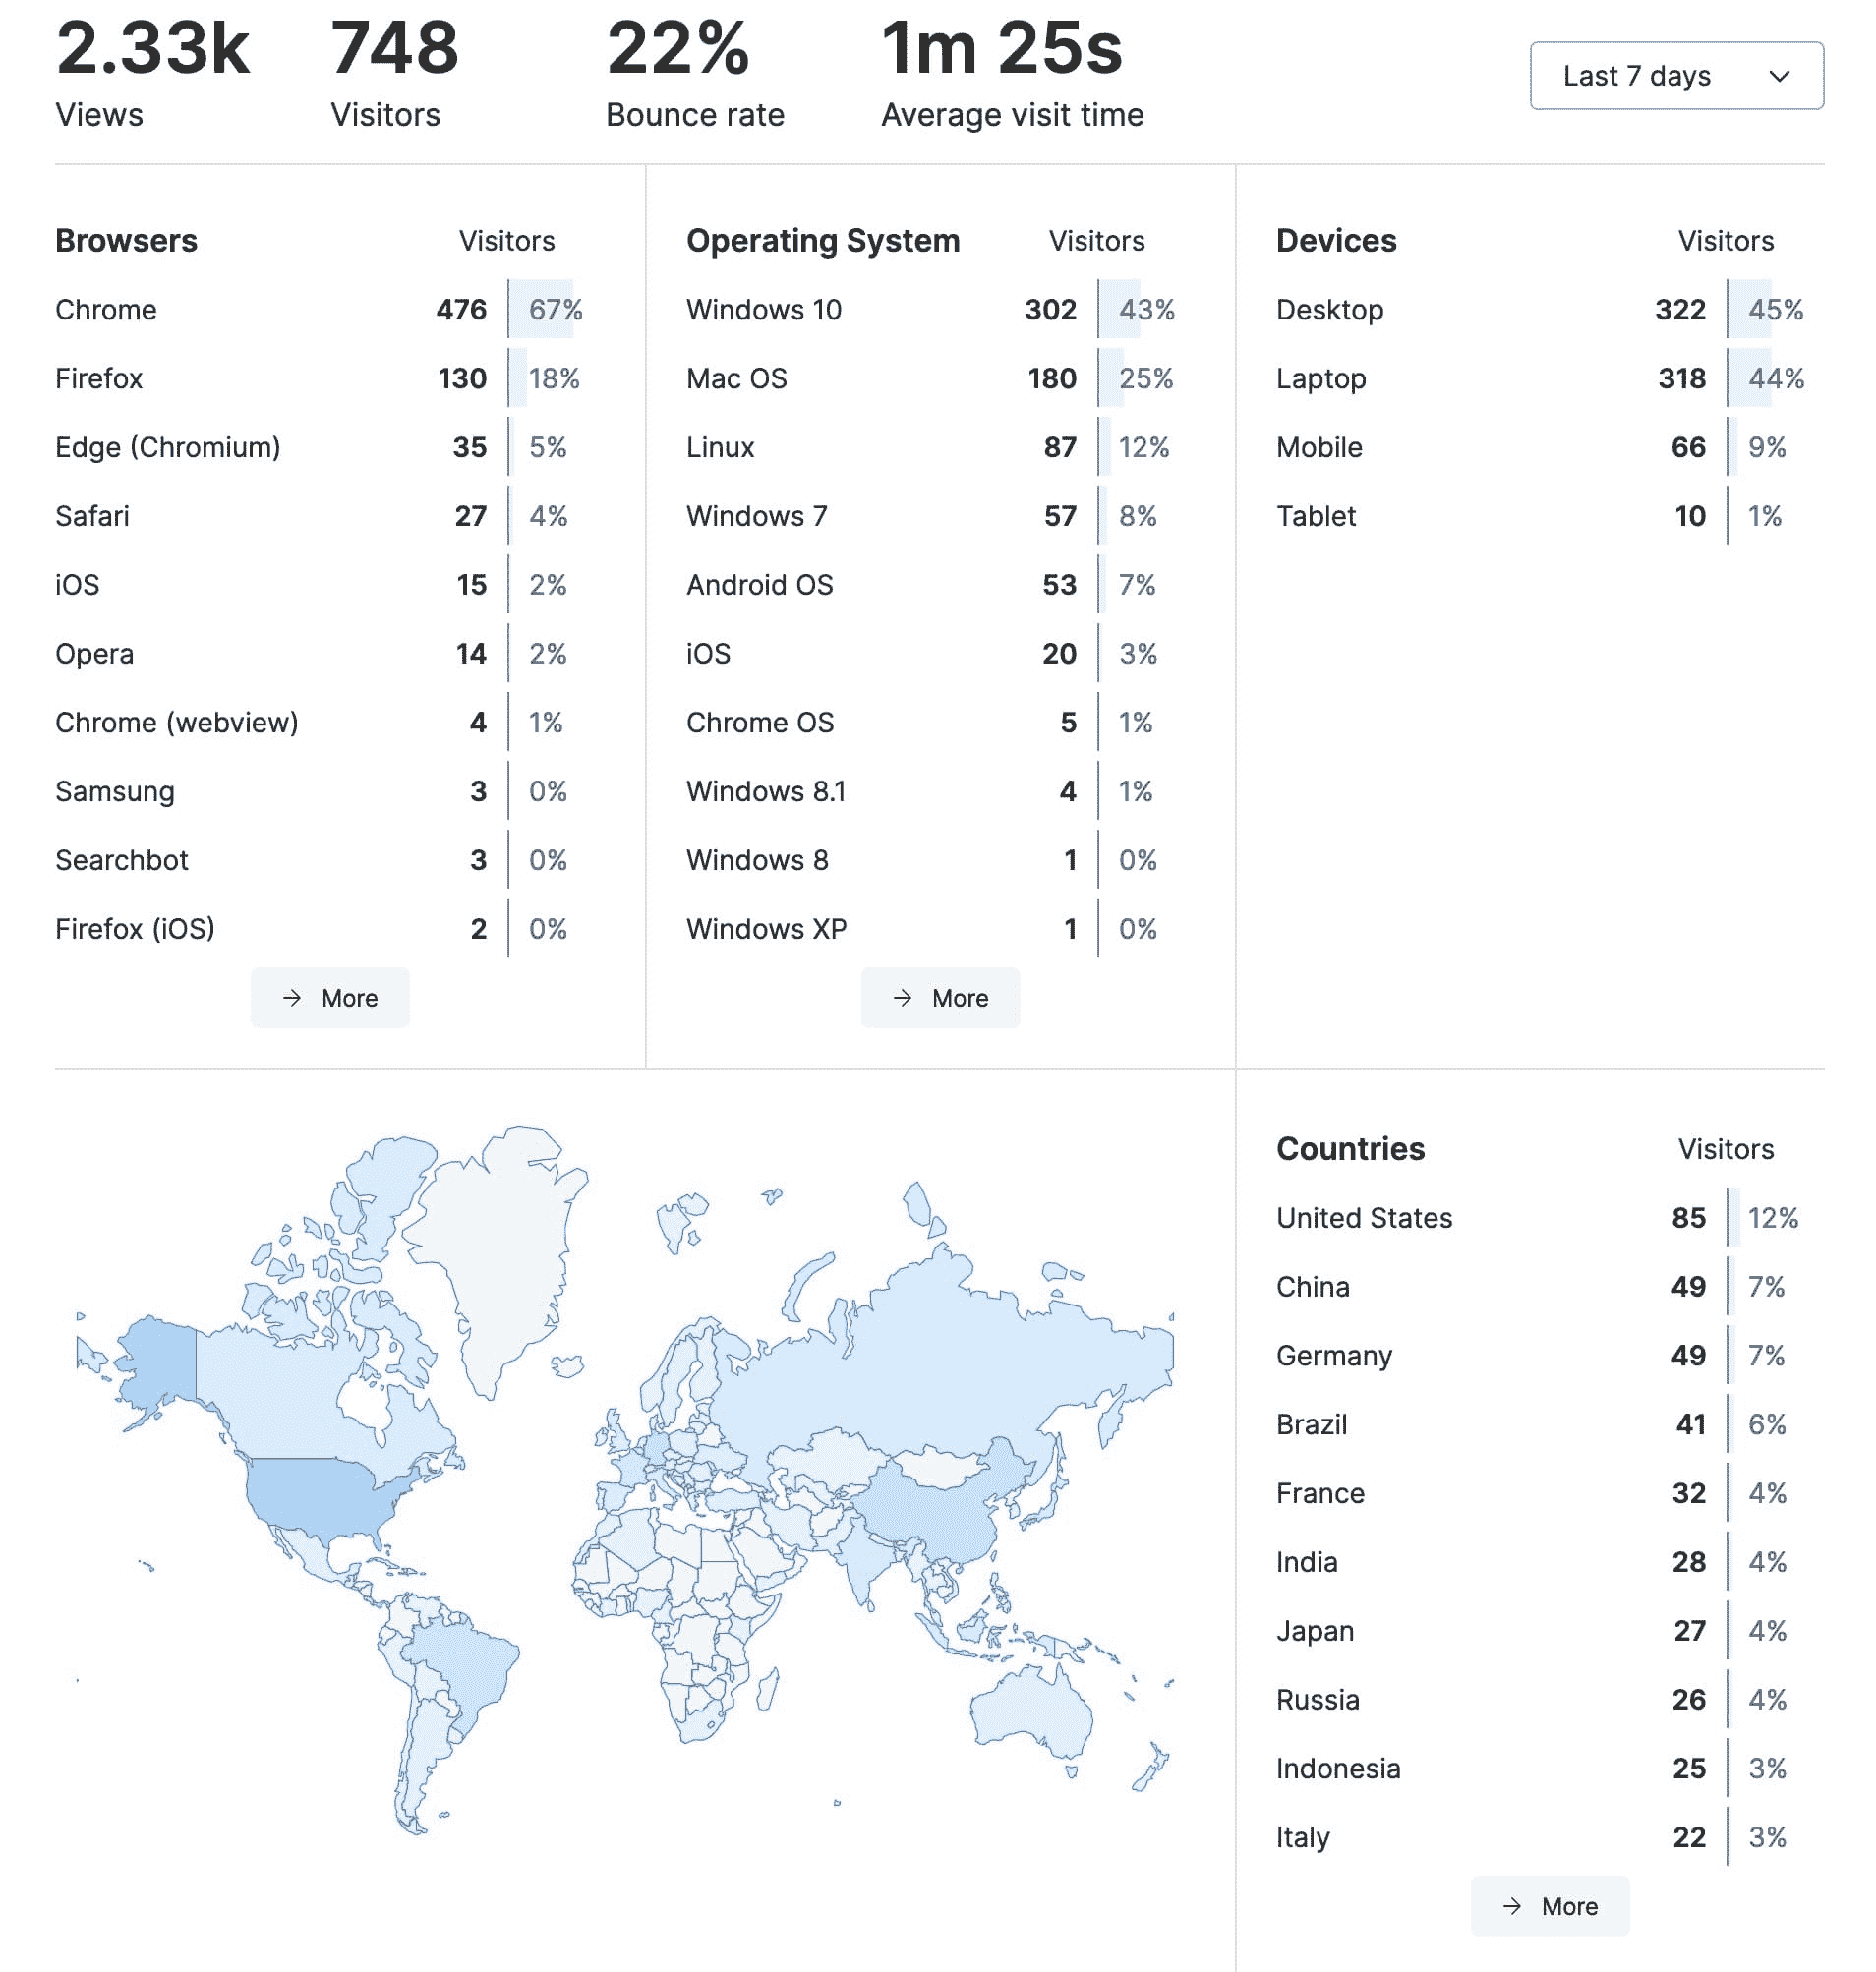 2.33k 748 22% 1m 25s
Views Visitors Bounce rate Average visit time
Last 7 days
Browsers Visitors
Chrome 476 67%
Firefox 130 18%
Edge (Chromium) 35 5%
Safari 27 4%
iOS 15 2%
Opera 14 2%
Chrome (webview) 4 1%
Samsung 3 0%
Searchbot 3 0%
Firefox (iOS) 2 0%
More
Operating System Visitors
Windows 10 302 43%
Mac OS 180 25%
Linux 87 12%
Windows 7 57 8%
Android OS 53 7%
iOS 20 3%
Chrome OS 5 1%
Windows 8.1 4 1%
Windows 8 1 0%
Windows XP 1 0%
More
Devices Visitors
Desktop 322 45%
Laptop 318 44%
Mobile 66 9%
Tablet 10 1%
Countries Visitors
United States 85 12%
China 49 7%
Germany 49 7%
Brazil 41 6%
France 32 4%
India 28 4%
Japan 27 4%
Russia 26 4%
Indonesia 25 3%
Italy 22 3%
More